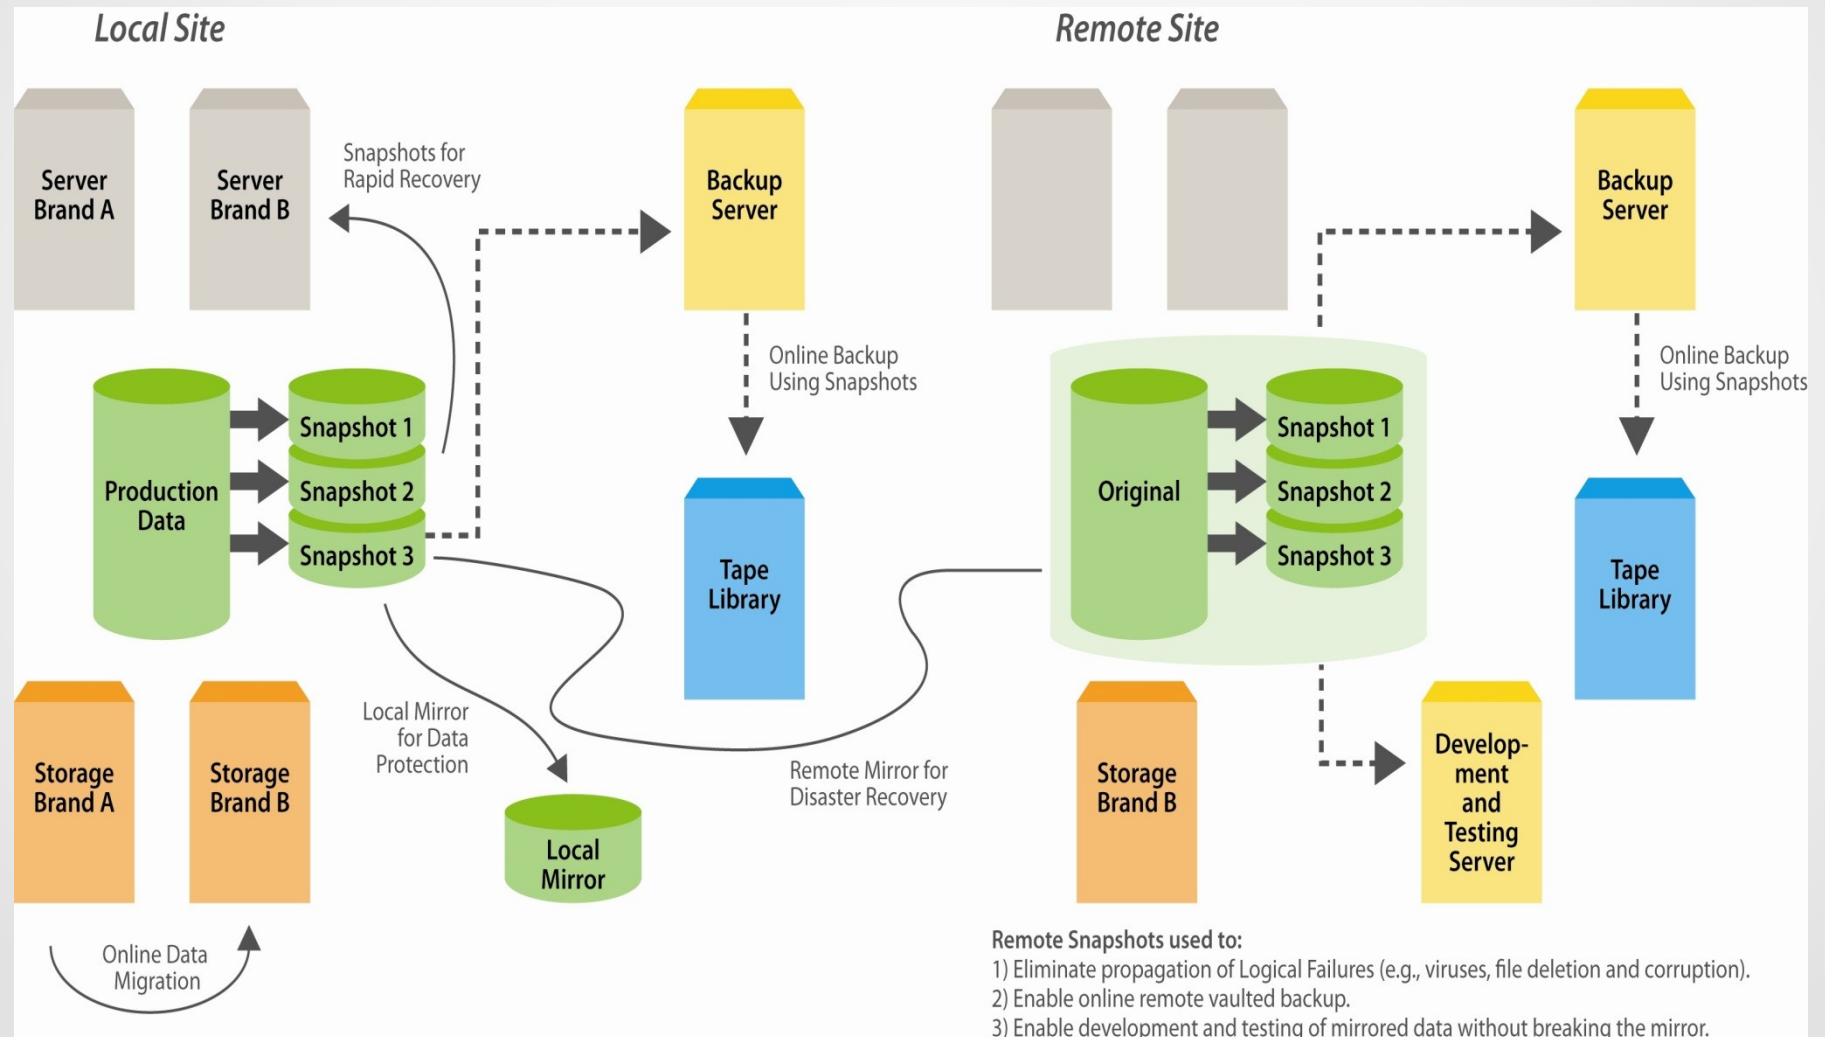 Local Site
Remote Site
Server
Brand A
Server
Brand B
Snapshots for
Rapid Recovery
Backup
Server
Backup
Server
Online Backup
Using Snapshots
Online Backup
Using Snapshots
Production
Data
Snapshot 1
Snapshot 2
Snapshot 3
Original
Snapshot 1
Snapshot 2
Snapshot 3
Tape
Library
Tape
Library
Storage
Brand A
Storage
Brand B
Local Mirror
for Data
Protection
Local
Mirror
Remote Mirror for
Disaster Recovery
Storage
Brand B
Develop-
ment
and
Testing
Server
Online Data
Migration
Remote Snapshots used to:
1) Eliminate propagation of Logical Failures (e.g., viruses, file deletion and corruption).
2) Enable online remote vaulted backup.
3) Enable development and testing of mirrored data without breaking the mirror.